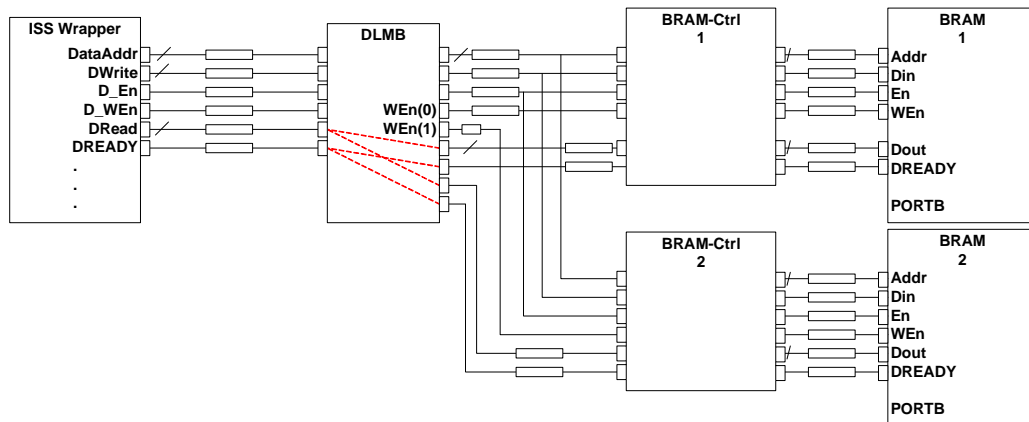 ISS Wrapper
DataAddr
DWrite
D_En
D_WEn
DRead
DREADY
.
.
.
DLMB
WEn(0)
WEn(1)
BRAM-Ctrl
1
BRAM
1
Addr
Din
En
WEn
Dout
DREADY
PORTB
BRAM-Ctrl
2
BRAM
2
Addr
Din
En
WEn
Dout
DREADY
PORTB